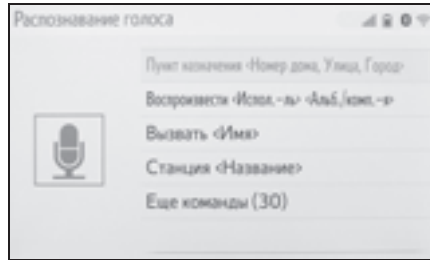 Распознавание голоса
Пункт назначения <Номер дома, Улица, Город>
Воспроизвести <Испол.-ль> <Альб./комп.-я>
Вызвать <Имя>
Станция <Название>
Еще команды (30)